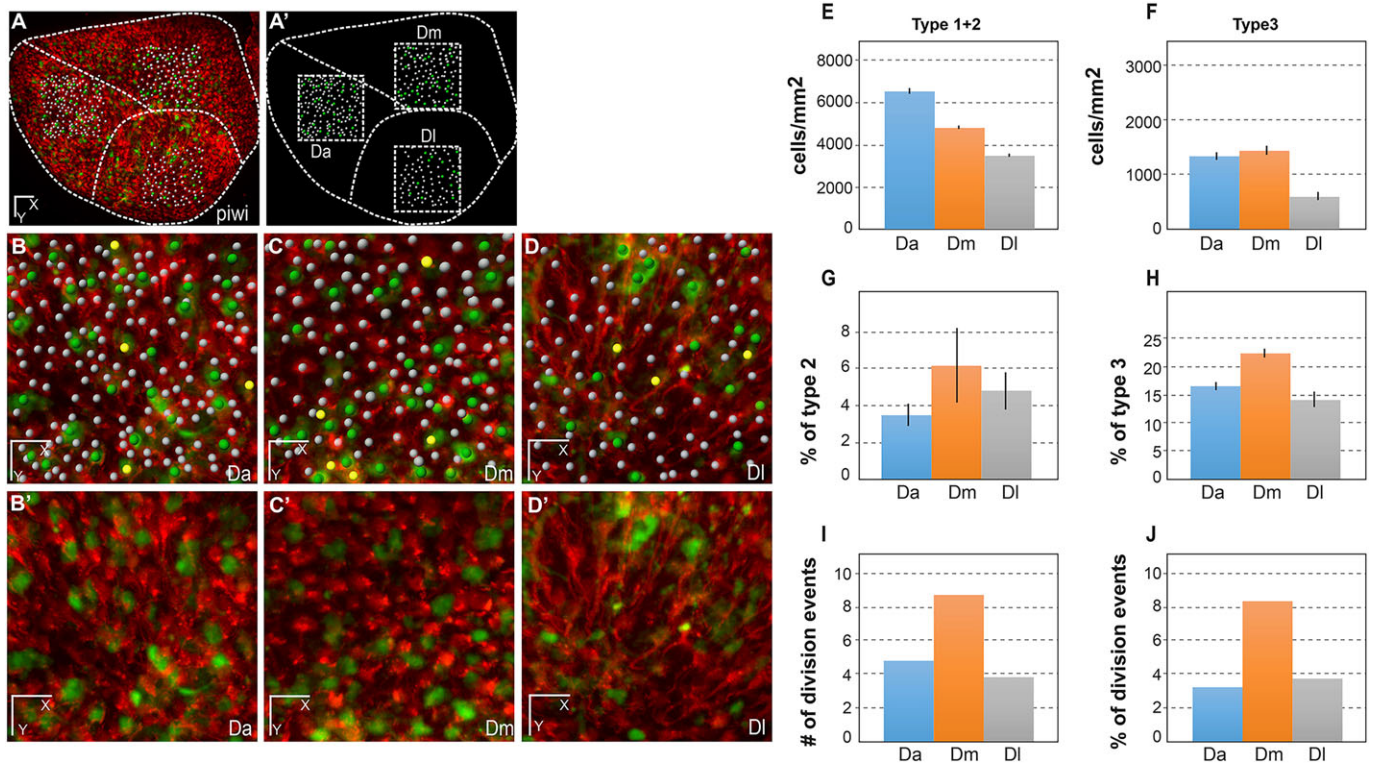 A
piwi
X
Y
A'
Dm
Da
Dl
B
X
Y
Da
C
X
Y
Dm
D
X
Y
Dl
B'
X
Y
Da
C'
X
Y
Dm
D'
X
Y
Dl
E
Type 1+2
cells/mm2
8000
6000
4000
2000
0
Da Dm Dl
F
Type3
cells/mm2
3000
2000
1000
0
Da Dm Dl
G
% of type 2
8
6
4
2
0
Da Dm Dl
H
% of type 3
25
20
15
10
5
0
Da Dm Dl
I
# of division events
10
8
6
4
2
0
Da Dm Dl
J
% of division events
10
8
6
4
2
0
Da Dm Dl